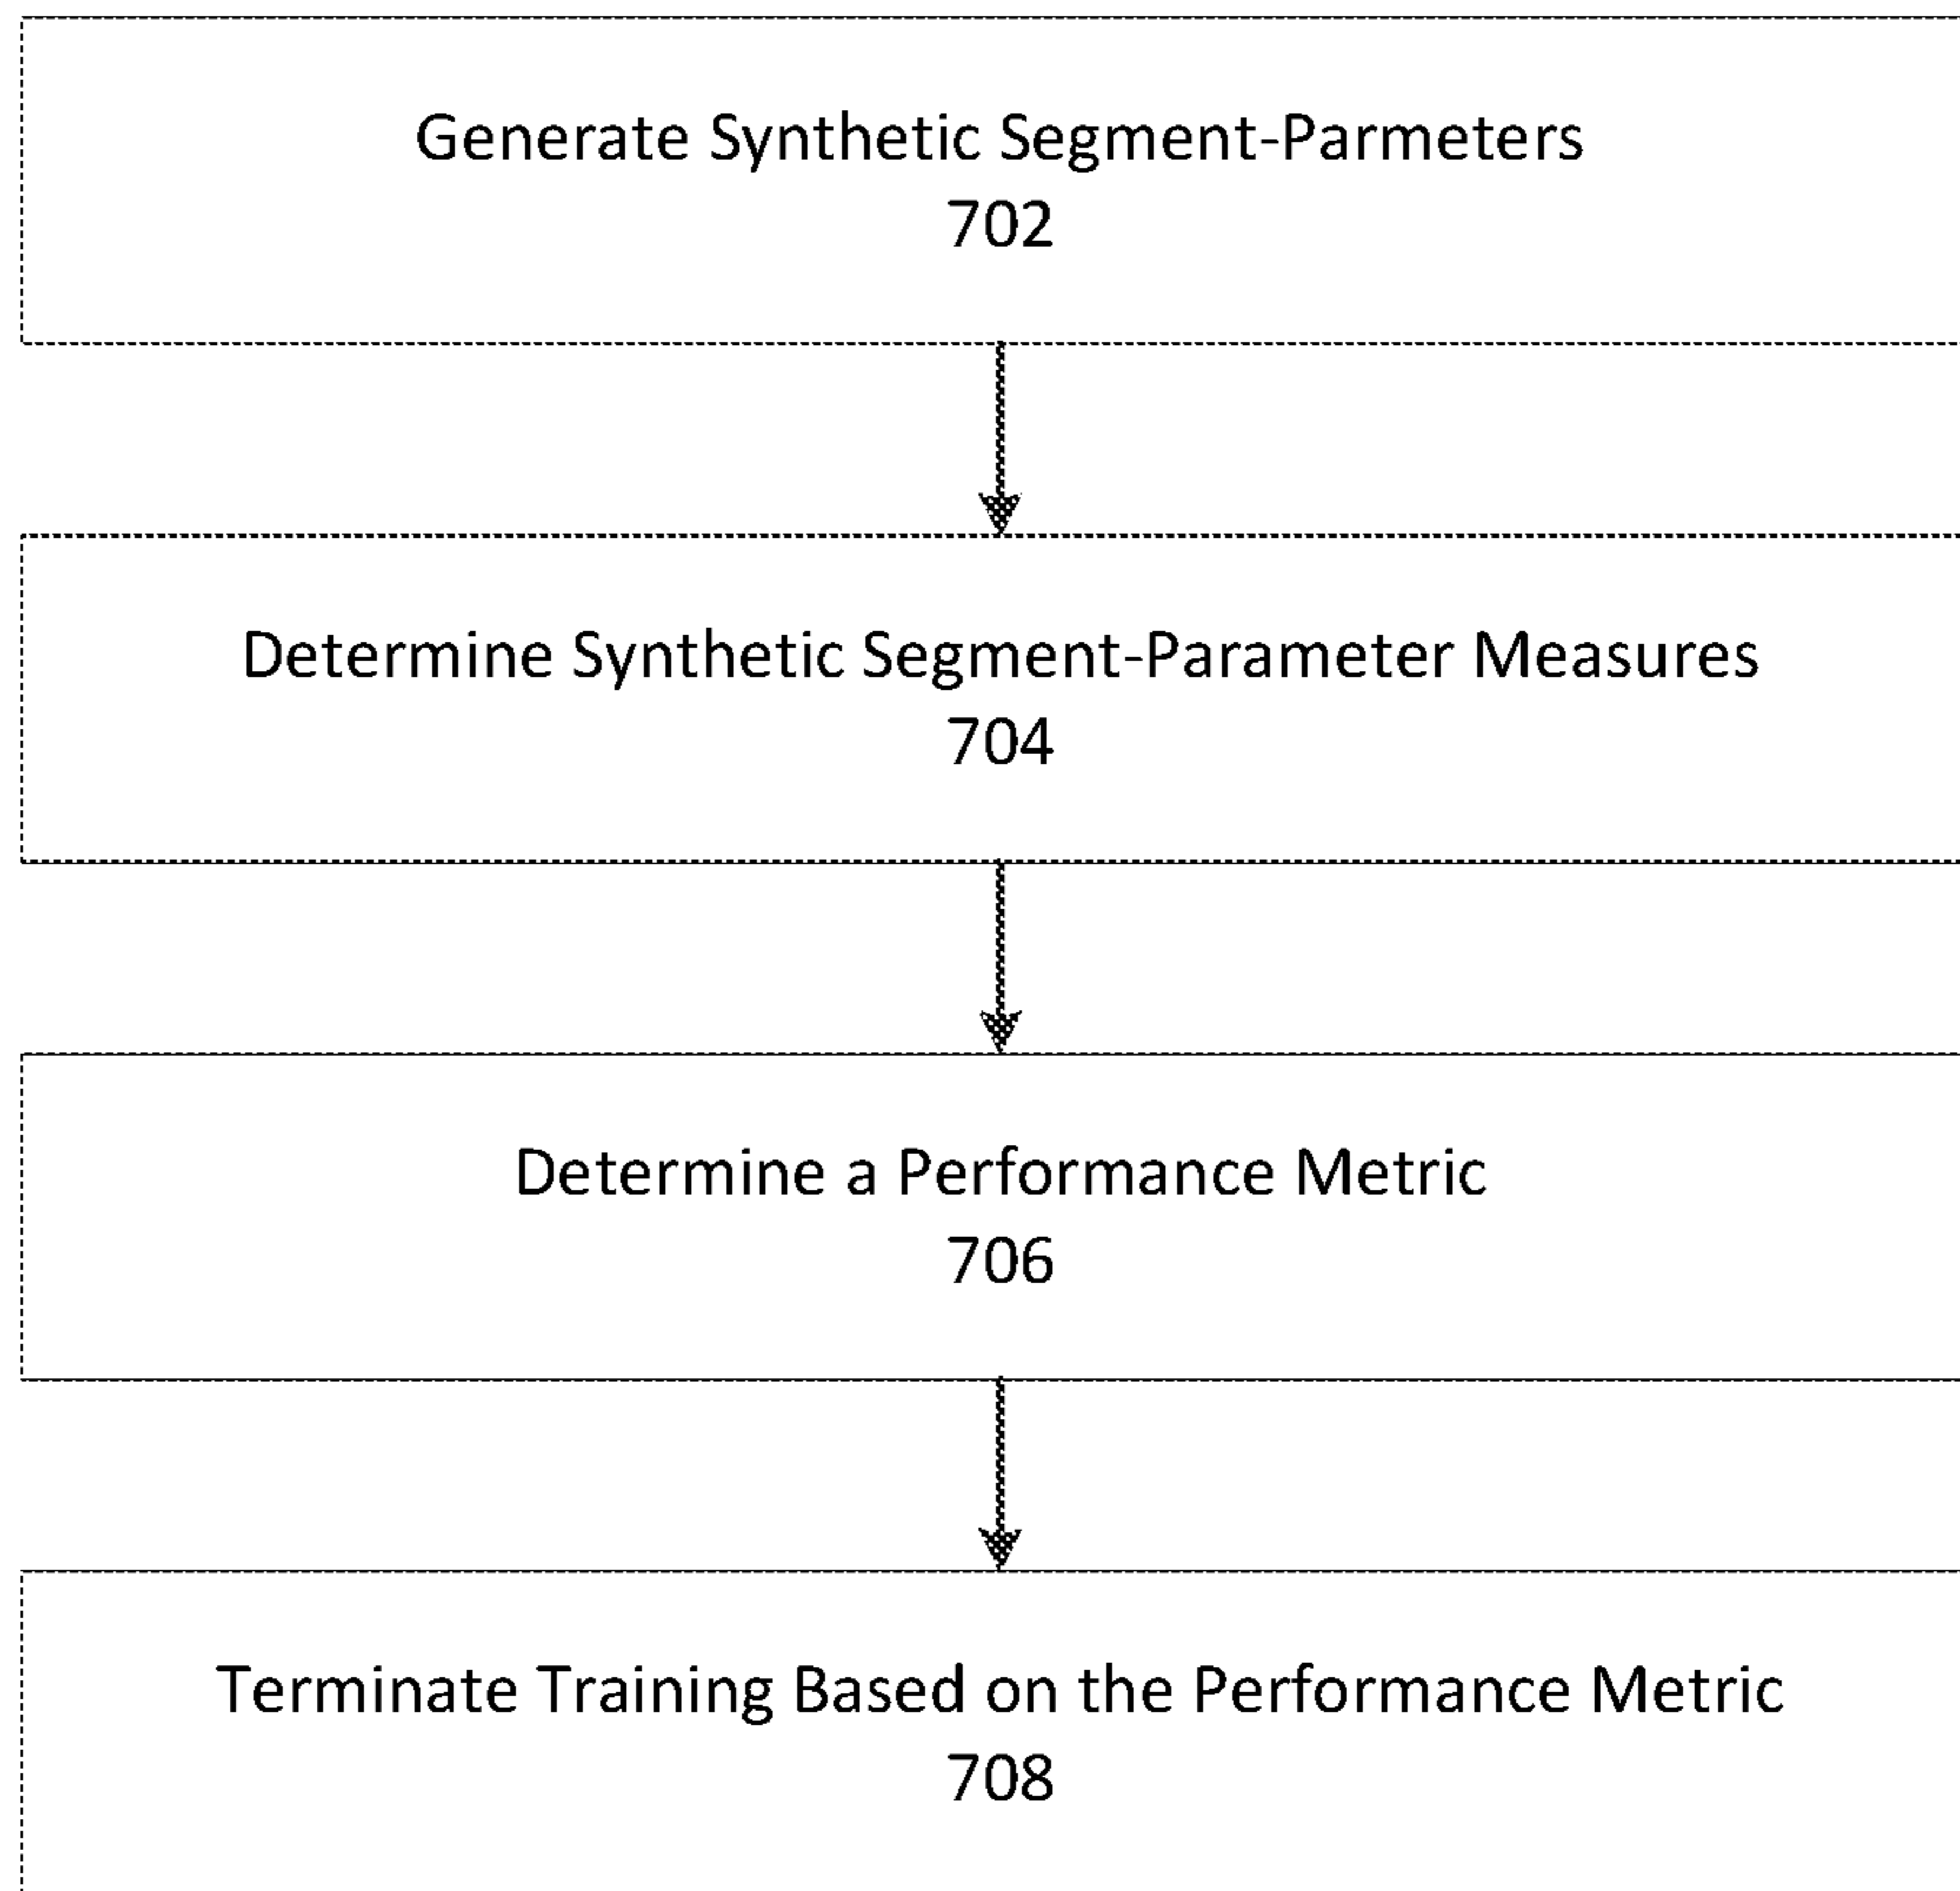 Generate Synthetic Segment-Parmeters
702
Determine Synthetic Segment-Parameter Measures
704
Determine a Performance Metric
706
Terminate Training Based on the Performance Metric
708